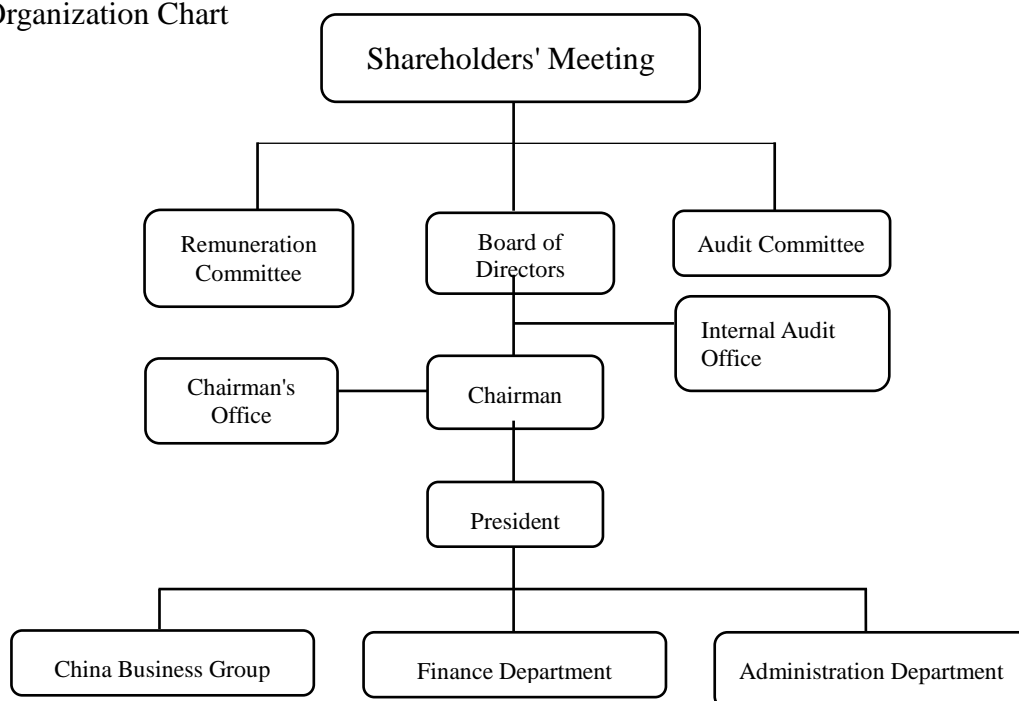 Organization Chart
Shareholders' Meeting
Remuneration
Committee
Board of
Directors
Audit Committee
Internal Audit
Office
Chairman's
Office
Chairman
President
China Business Group
Finance Department
Administration Department